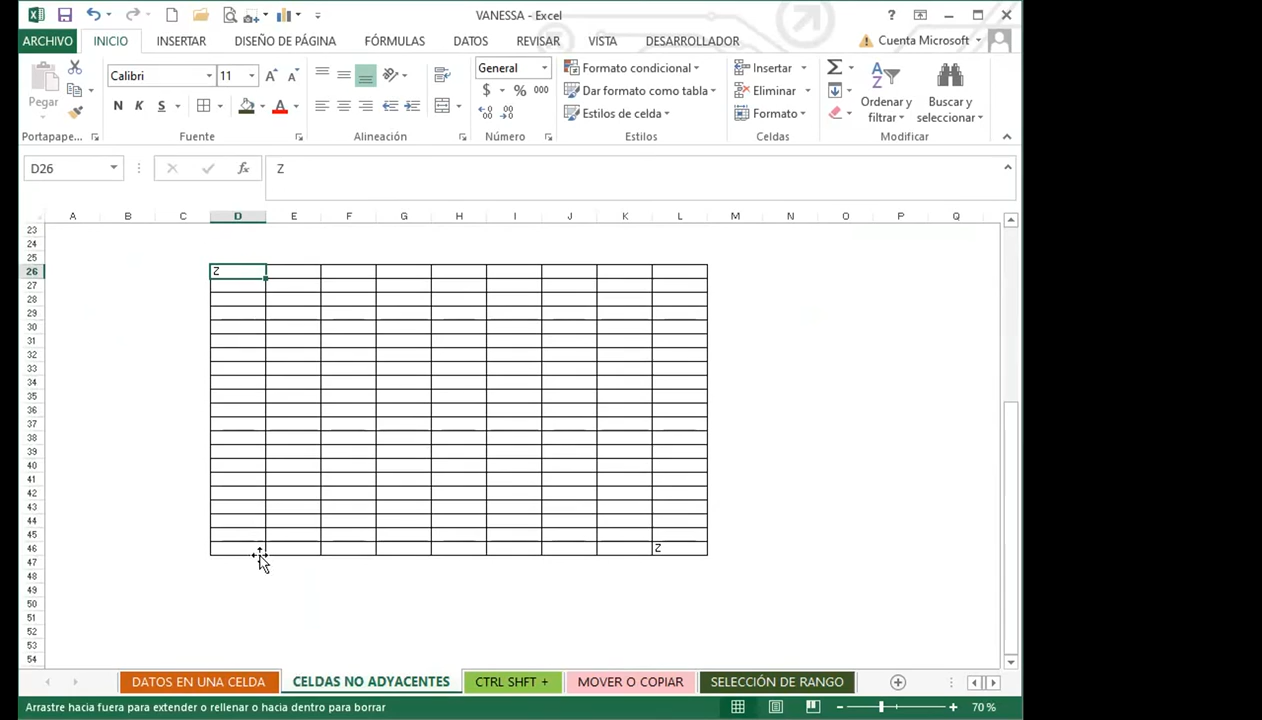 VANESSA - Excel
?
ARCHIVO INICIO INSERTAR DISEÑO DE PÁGINA FÓRMULAS DATOS REVISAR VISTA DESARROLLADOR Cuenta Microsoft
Pegar
Calibri 11
N K S
General
$ % 000
Formato condicional
Dar formato como tabla
Estilos de celda
Insertar
Eliminar
Formato
Ordenar y
filtrar
Buscar y
seleccionar
Portapape... Fuente Alineación Número Estilos Celdas Modificar
D26 fx Z
A B C D E F G H I J K L M N O P Q
23
24
25
26 Z
27
28
29
30
31
32
33
34
35
36
37
38
39
40
41
42
43
44
45
46 Z
47
48
49
50
51
52
53
54
DATOS EN UNA CELDA CELDAS NO ADYACENTES CTRL SHFT + MOVER O COPIAR SELECCIÓN DE RANGO
Arrastre hacia fuera para extender o rellenar o hacia dentro para borrar 70 %